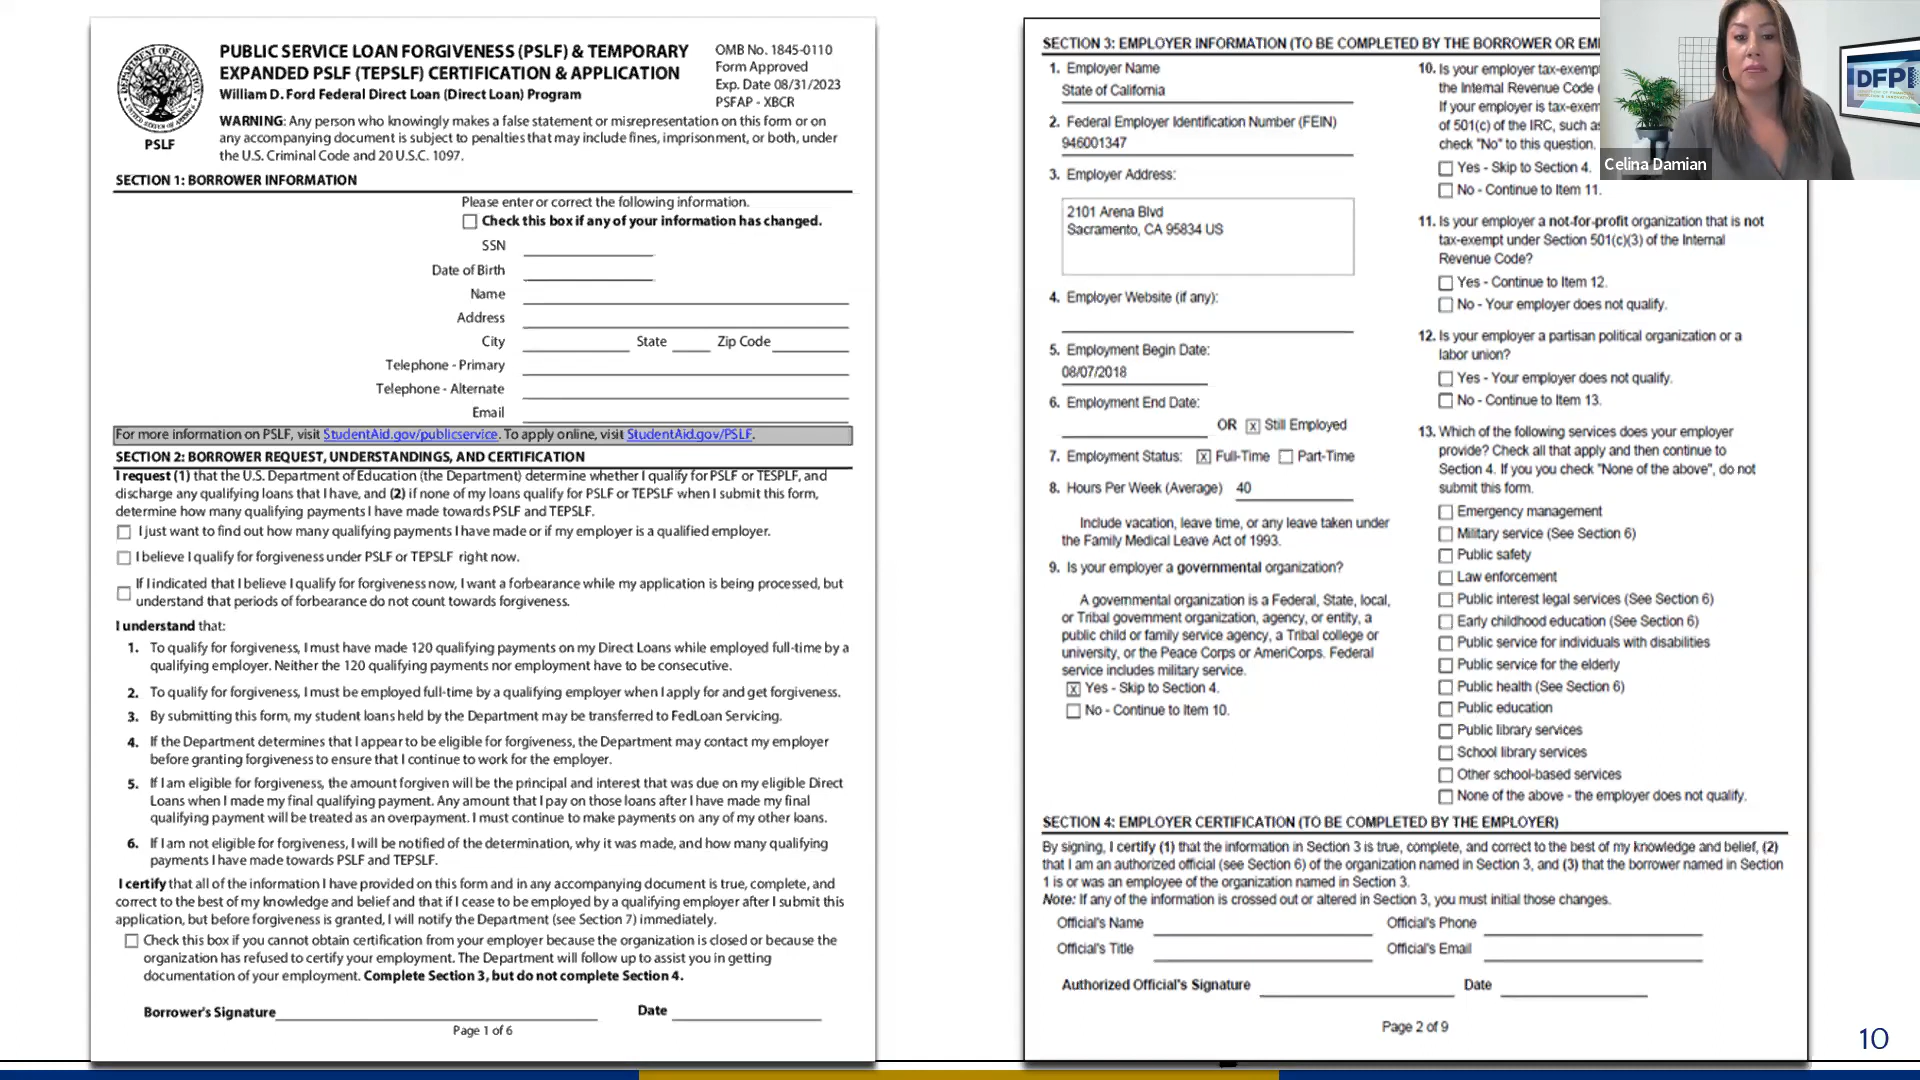 PUBLIC SERVICE LOAN FORGIVENESS (PSLF) & TEMPORARY
EXPANDED PSLF (TEPSLF) CERTIFICATION & APPLICATION
William D. Ford Federal Direct Loan (Direct Loan) Program
OMB No. 1845-0110
Form Approved
Exp. Date 08/31/2023
PSFAP - XBCR
PSLF
WARNING: Any person who knowingly makes a false statement or misrepresentation on this form or on
any accompanying document is subject to penalties that may include fines, imprisonment, or both, under
the U.S. Criminal Code and 20 U.S.C. 1097.
SECTION 1: BORROWER INFORMATION
Please enter or correct the following information.
Check this box if any of your information has changed.
SSN
Date of Birth
Name
Address
City State Zip Code
Telephone - Primary
Telephone - Alternate
Email
For more information on PSLF, visit StudentAid.gov/publicservice. To apply online, visit StudentAid.gov/PSLF.
SECTION 2: BORROWER REQUEST, UNDERSTANDINGS, AND CERTIFICATION
I request (1) that the U.S. Department of Education (the Department) determine whether I qualify for PSLF or TESPLF, and
discharge any qualifying loans that I have, and (2) if none of my loans qualify for PSLF or TEPSLF when I submit this form,
determine how many qualifying payments I have made towards PSLF and TEPSLF.
I just want to find out how many qualifying payments I have made or if my employer is a qualified employer.
I believe I qualify for forgiveness under PSLF or TEPSLF right now.
If I indicated that I believe I qualify for forgiveness now, I want a forbearance while my application is being processed, but
understand that periods of forbearance do not count towards forgiveness.
I understand that:
1. To qualify for forgiveness, I must have made 120 qualifying payments on my Direct Loans while employed full-time by a
qualifying employer. Neither the 120 qualifying payments nor employment have to be consecutive.
2. To qualify for forgiveness, I must be employed full-time by a qualifying employer when I apply for and get forgiveness.
3. By submitting this form, my student loans held by the Department may be transferred to FedLoan Servicing.
4. If the Department determines that I appear to be eligible for forgiveness, the Department may contact my employer
before granting forgiveness to ensure that I continue to work for the employer.
5. If I am eligible for forgiveness, the amount forgiven will be the principal and interest that was due on my eligible Direct
Loans when I made my final qualifying payment. Any amount that I pay on those loans after I have made my final
qualifying payment will be treated as an overpayment. I must continue to make payments on any of my other loans.
6. If I am not eligible for forgiveness, I will be notified of the determination, why it was made, and how many qualifying
payments I have made towards PSLF and TEPSLF.
I certify that all of the information I have provided on this form and in any accompanying document is true, complete, and
correct to the best of my knowledge and belief and that if I cease to be employed by a qualifying employer after I submit this
application, but before forgiveness is granted, I will notify the Department (see Section 7) immediately.
Check this box if you cannot obtain certification from your employer because the organization is closed or because the
organization has refused to certify your employment. The Department will follow up to assist you in getting
documentation of your employment. Complete Section 3, but do not complete Section 4.
Borrower's Signature Date
Page 1 of 6
SECTION 3: EMPLOYER INFORMATION (TO BE COMPLETED BY THE BORROWER OR EM
1. Employer Name
State of California
2. Federal Employer Identification Number (FEIN)
946001347
3. Employer Address:
2101 Arena Blvd
Sacramento, CA 95834 US
4. Employer Website (if any):
5. Employment Begin Date:
08/07/2018
6. Employment End Date:
OR X Still Employed
7. Employment Status: X Full-Time Part-Time
8. Hours Per Week (Average) 40
Include vacation, leave time, or any leave taken under
the Family Medical Leave Act of 1993.
9. Is your employer a governmental organization?
A governmental organization is a Federal, State, local,
or Tribal government organization, agency, or entity, a
public child or family service agency, a Tribal college or
university, or the Peace Corps or AmeriCorps. Federal
service includes military service.
X Yes - Skip to Section 4.
No - Continue to Item 10.
10. Is your employer tax-exempt
the Internal Revenue Code (
If your employer is tax-exem
of 501(c) of the IRC, such as
check "No" to this question.
Yes - Skip to Section 4.
No - Continue to Item 11.
11. Is your employer a not-for-profit organization that is not
tax-exempt under Section 501(c)(3) of the Internal
Revenue Code?
Yes - Continue to Item 12.
No - Your employer does not qualify.
12. Is your employer a partisan political organization or a
labor union?
Yes - Your employer does not qualify.
No - Continue to Item 13.
13. Which of the following services does your employer
provide? Check all that apply and then continue to
Section 4. If you you check "None of the above", do not
submit this form.
Emergency management
Military service (See Section 6)
Public safety
Law enforcement
Public interest legal services (See Section 6)
Early childhood education (See Section 6)
Public service for individuals with disabilities
Public service for the elderly
Public health (See Section 6)
Public education
Public library services
School library services
Other school-based services
None of the above - the employer does not qualify.
SECTION 4: EMPLOYER CERTIFICATION (TO BE COMPLETED BY THE EMPLOYER)
By signing, I certify (1) that the information in Section 3 is true, complete, and correct to the best of my knowledge and belief, (2)
that I am an authorized official (see Section 6) of the organization named in Section 3, and (3) that the borrower named in Section
1 is or was an employee of the organization named in Section 3.
Note: If any of the information is crossed out or altered in Section 3, you must initial those changes.
Official's Name Official's Phone
Official's Title Official's Email
Authorized Official's Signature Date
Page 2 of 9
DFPI
Celina Damian
10